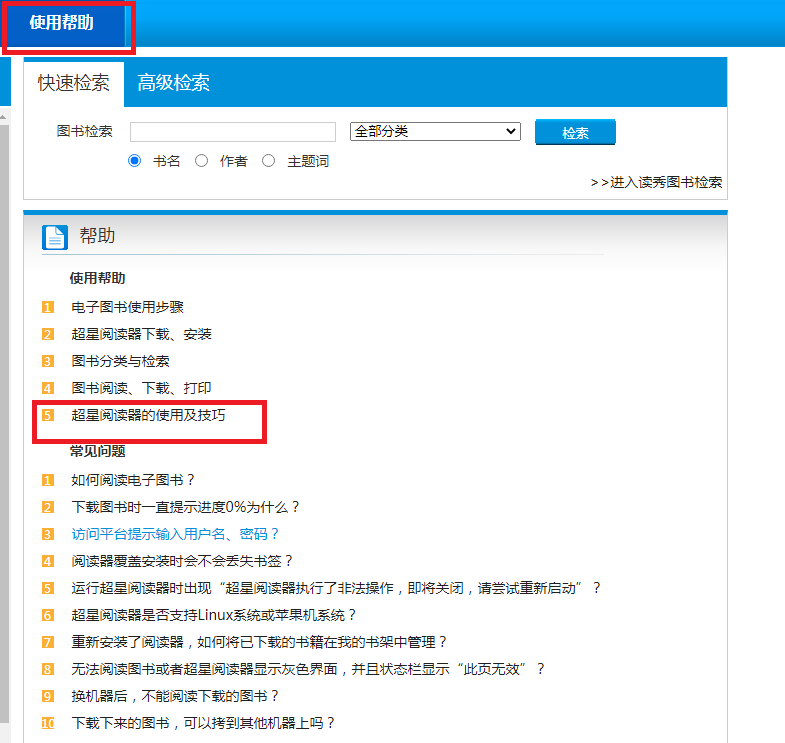 使用帮助
快速检索 高级检索
图书检索 全部分类 检索
书名 作者 主题词
>>进入读秀图书检索
帮助
使用帮助
1 电子图书使用步骤
2 超星阅读器下载、安装
3 图书分类与检索
4 图书阅读、下载、打印
5 超星阅读器的使用及技巧
常见问题
1 如何阅读电子图书？
2 下载图书时一直提示进度0%为什么？
3 访问平台提示输入用户名、密码？
4 阅读器覆盖安装时会不会丢失书签？
5 运行超星阅读器时出现“超星阅读器执行了非法操作，即将关闭，请尝试重新启动”？
6 超星阅读器是否支持Linux系统或苹果机系统？
7 重新安装了阅读器，如何将已下载的书籍在我的书架中管理？
8 无法阅读图书或者超星阅读器显示灰色界面，并且状态栏显示“此页无效”？
9 换机器后，不能阅读下载的图书？
10 下载下来的图书，可以拷到其他机器上吗？